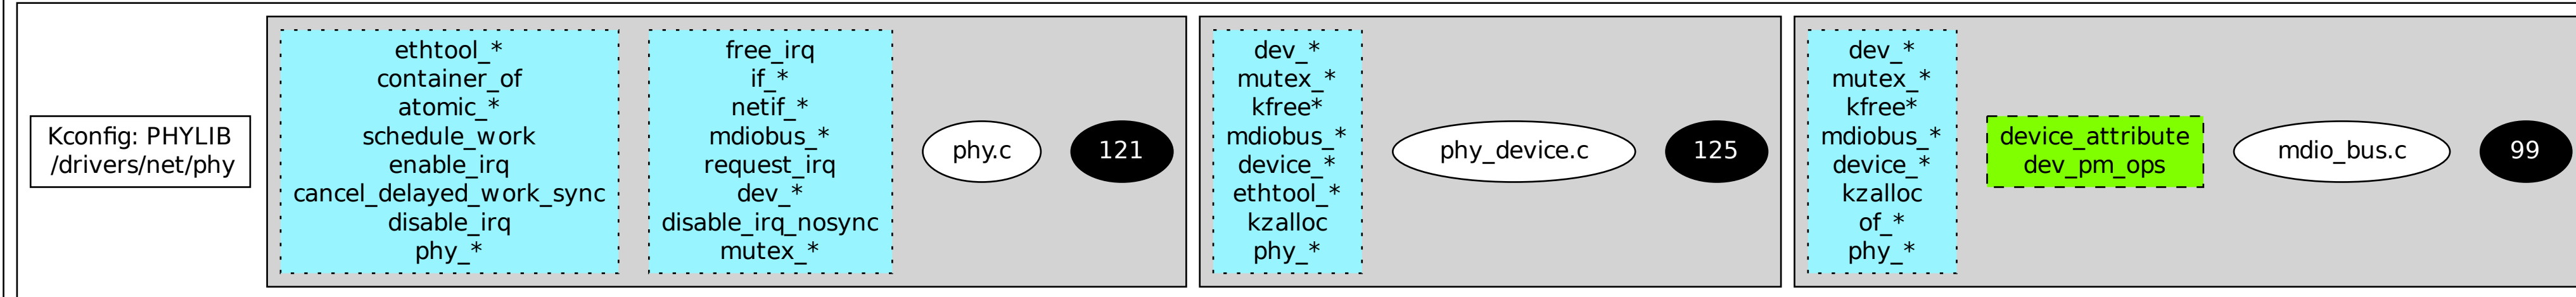 Kconfig: PHYLIB
/drivers/net/phy
ethtool_*
container_of
atomic_*
schedule_work
enable_irq
cancel_delayed_work_sync
disable_irq
phy_*
free_irq
if_*
netif_*
mdiobus_*
request_irq
dev_*
disable_irq_nosync
mutex_*
phy.c
121
dev_*
mutex_*
kfree*
mdiobus_*
device_*
ethtool_*
kzalloc
phy_*
phy_device.c
125
dev_*
mutex_*
kfree*
mdiobus_*
device_*
kzalloc
of_*
phy_*
device_attribute
dev_pm_ops
mdio_bus.c
99